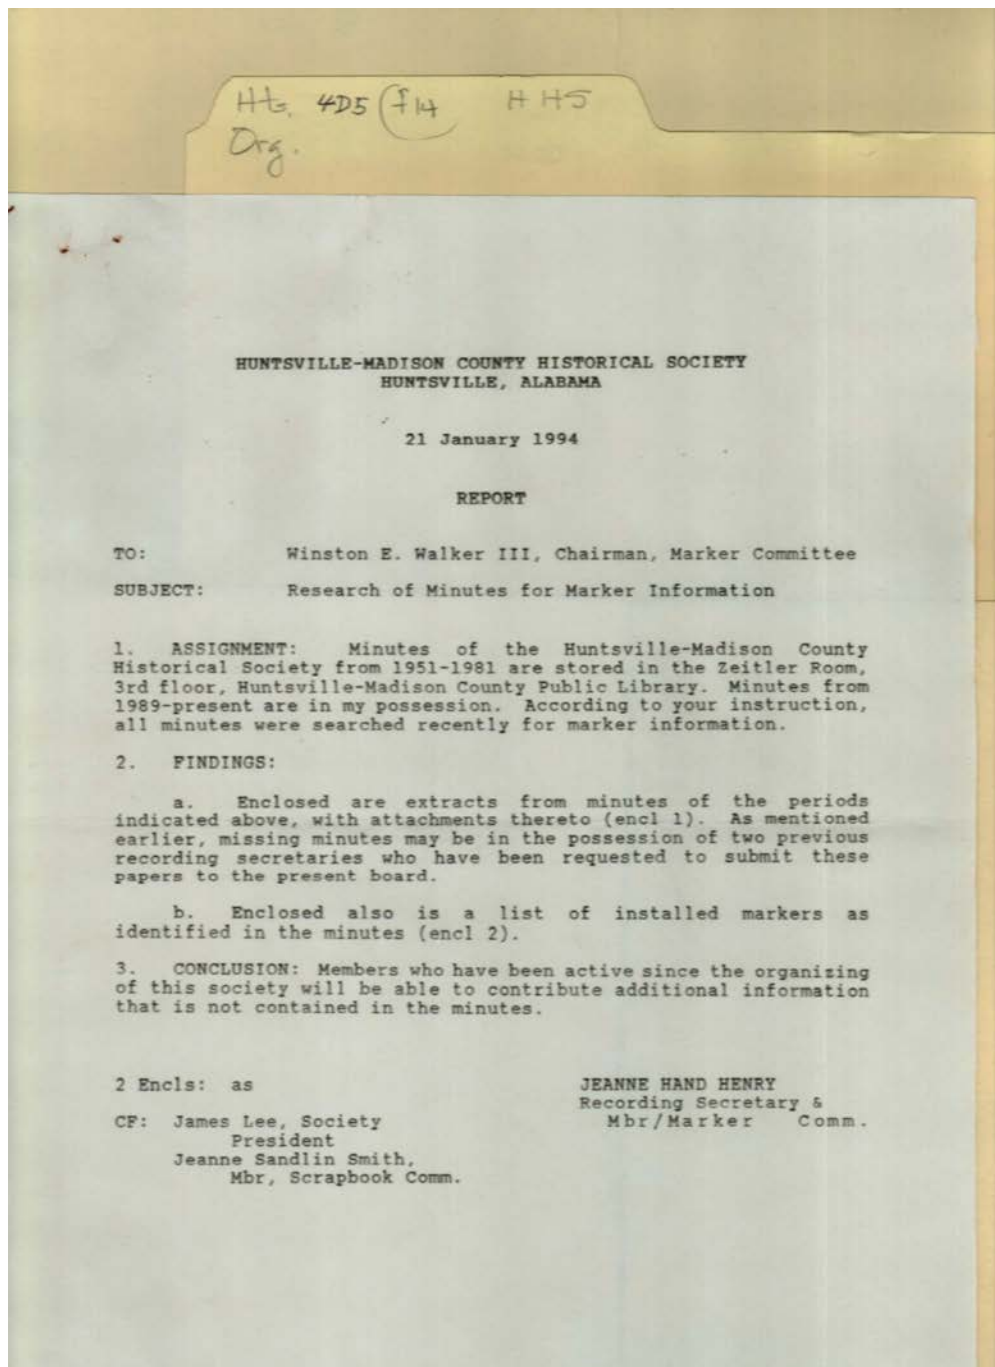 Hts. 4D5 (f14 HHS
Org.
HUNTSVILLE-MADISON COUNTY HISTORICAL SOCIETY
HUNTSVILLE, ALABAMA
21 January 1994
REPORT
TO: Winston E. Walker III, Chairman, Marker Committee
SUBJECT: Research of Minutes for Marker Information
1. ASSIGNMENT: Minutes of the Huntsville-Madison County
Historical Society from 1951-1981 are stored in the Zeitler Room,
3rd floor, Huntsville-Madison County Public Library. Minutes from
1989-present are in my possession. According to your instruction,
all minutes were searched recently for marker information.
2. FINDINGS:
a. Enclosed are extracts from minutes of the periods
indicated above, with attachments thereto (encl 1). As mentioned
earlier, missing minutes may be in the possession of two previous
recording secretaries who have been requested to submit these
papers to the present board.
b. Enclosed also is a list of installed markers as
identified in the minutes (encl 2).
3. CONCLUSION: Members who have been active since the organizing
of this society will be able to contribute additional information
that is not contained in the minutes.
2 Encls: as JEANNE HAND HENRY
Recording Secretary &
CF: James Lee, Society Mbr/Marker Comm.
President
Jeanne Sandlin Smith,
Mbr, Scrapbook Comm.